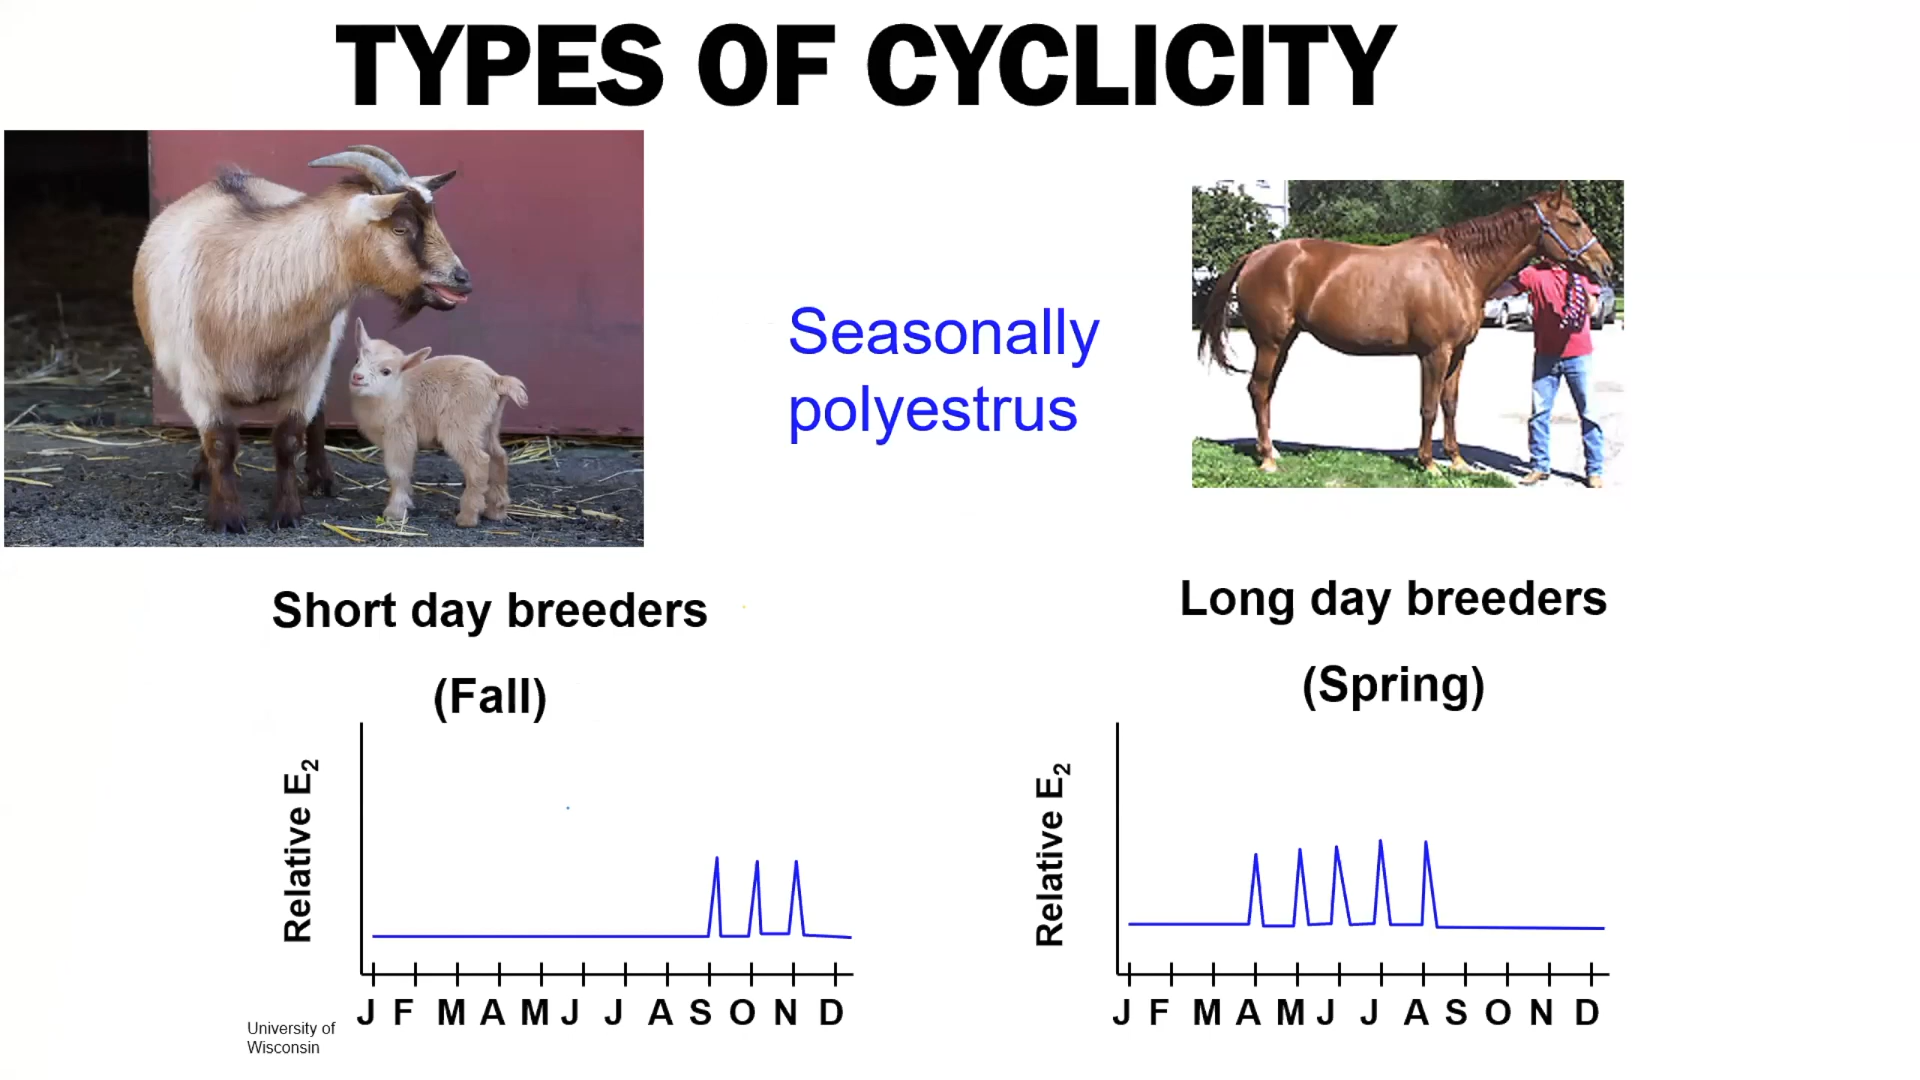 TYPES OF CYCLICITY
Seasonally
polyestrus
Short day breeders
(Fall)
Long day breeders
(Spring)
Relative E₂
J F M A M J J A S O N D
Relative E₂
J F M A M J J A S O N D
University of
Wisconsin